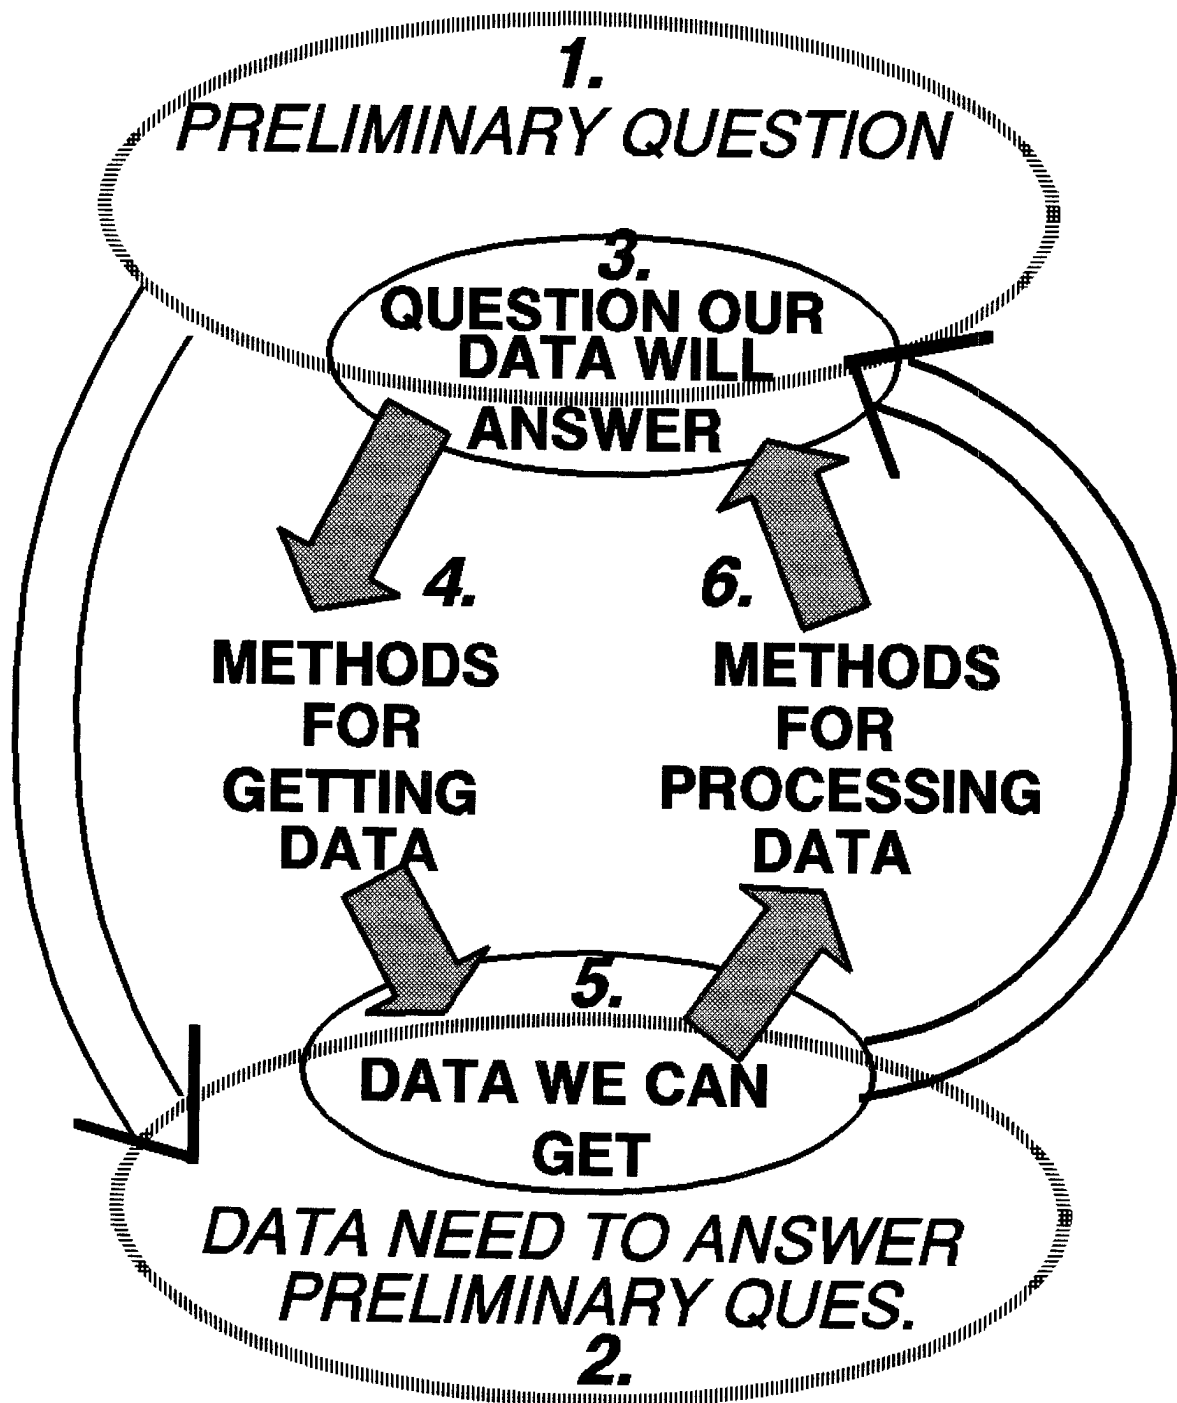 1.
PRELIMINARY QUESTION
3.
QUESTION OUR
DATA WILL
ANSWER
4.
METHODS
FOR
GETTING
DATA
6.
METHODS
FOR
PROCESSING
DATA
5.
DATA WE CAN
GET
DATA NEED TO ANSWER
PRELIMINARY QUES.
2.